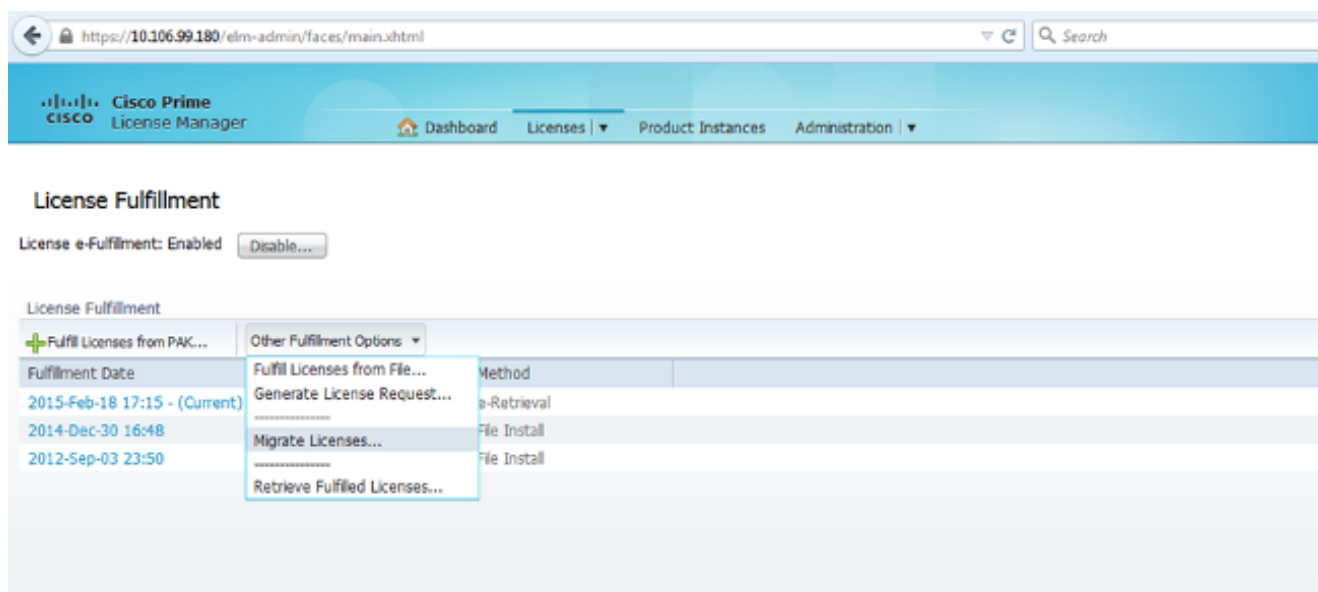 https://10.106.99.180/elm-admin/faces/main.xhtml
Search
Cisco Prime
CISCO License Manager
Dashboard Licenses Product Instances Administration
License Fulfillment
License e-Fulfilment: Enabled Disable...
License Fulfillment
Fulfill Licenses from PAK... Other Fulfillment Options
Fulfillment Date Method
Fulfill Licenses from File...
Generate License Request...
2015-Feb-18 17:15 - (Current) e-Retrieval
---------------
2014-Dec-30 16:48 File Install
Migrate Licenses...
---------------
2012-Sep-03 23:50 File Install
Retrieve Fulfilled Licenses...